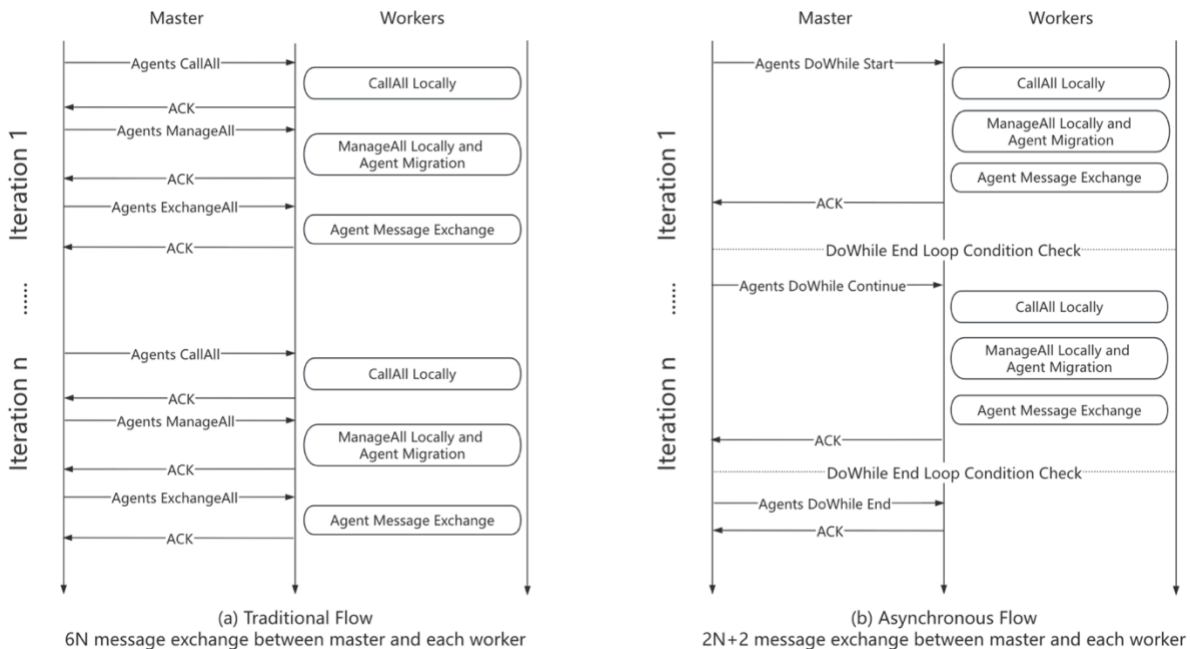 Master
Workers
Iteration 1
......
Iteration n
Agents CallAll
CallAll Locally
ACK
Agents ManageAll
ManageAll Locally and
Agent Migration
ACK
Agents ExchangeAll
Agent Message Exchange
ACK
Agents CallAll
CallAll Locally
ACK
Agents ManageAll
ManageAll Locally and
Agent Migration
ACK
Agents ExchangeAll
Agent Message Exchange
ACK
(a) Traditional Flow
6N message exchange between master and each worker
Master
Workers
Iteration 1
......
Iteration n
Agents DoWhile Start
CallAll Locally
ManageAll Locally and
Agent Migration
Agent Message Exchange
ACK
DoWhile End Loop Condition Check
Agents DoWhile Continue
CallAll Locally
ManageAll Locally and
Agent Migration
Agent Message Exchange
ACK
DoWhile End Loop Condition Check
Agents DoWhile End
ACK
(b) Asynchronous Flow
2N+2 message exchange between master and each worker